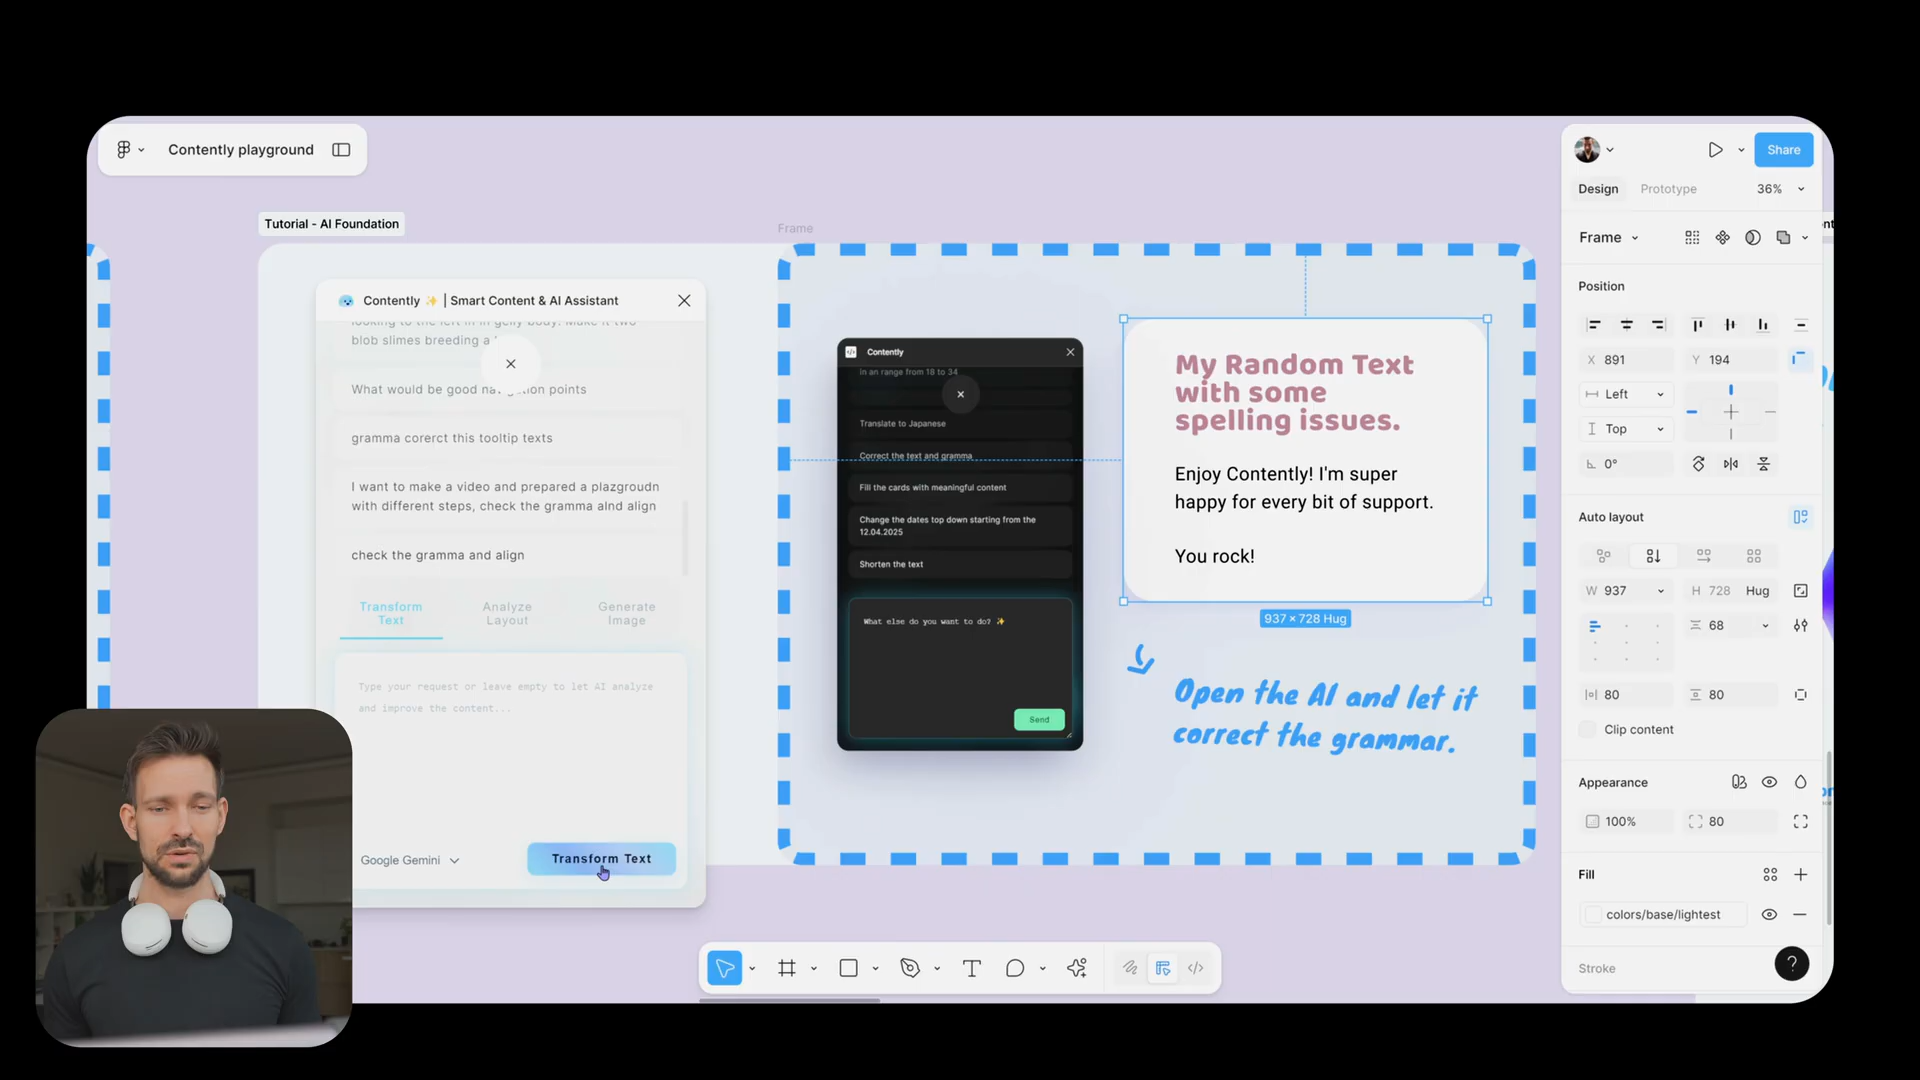 Contently playground
Share
Design
Prototype
36%
Tutorial - AI Foundation
Frame
Contently ✨ | Smart Content & AI Assistant
blob slimes breeding a
What would be good
points
gramma corerct this tooltip texts
I want to make a video and prepared a plazgroudn
with different steps, check the gramma alnd align
check the gramma and align
Transform
Text
Analyze
Layout
Generate
Image
Type your request or leave empty to let AI analyze
and improve the content...
Google Gemini
Transform Text
Contently
in an range from 18 to 34
Translate to Japanese
Correct the text and gramma
Fill the cards with meaningful content
Change the dates top down starting from the
12.04.2025
Shorten the text
What else do you want to do? ✨
Send
My Random Text
with some
spelling issues.
Enjoy Contently! I'm super
happy for every bit of support.
You rock!
937 × 728 Hug
Open the AI and let it
correct the grammar.
Frame
Position
X 891
Y 194
Left
Top
0°
Auto layout
W 937
H 728 Hug
68
80
80
Clip content
Appearance
100%
80
Fill
colors/base/lightest
Stroke
?